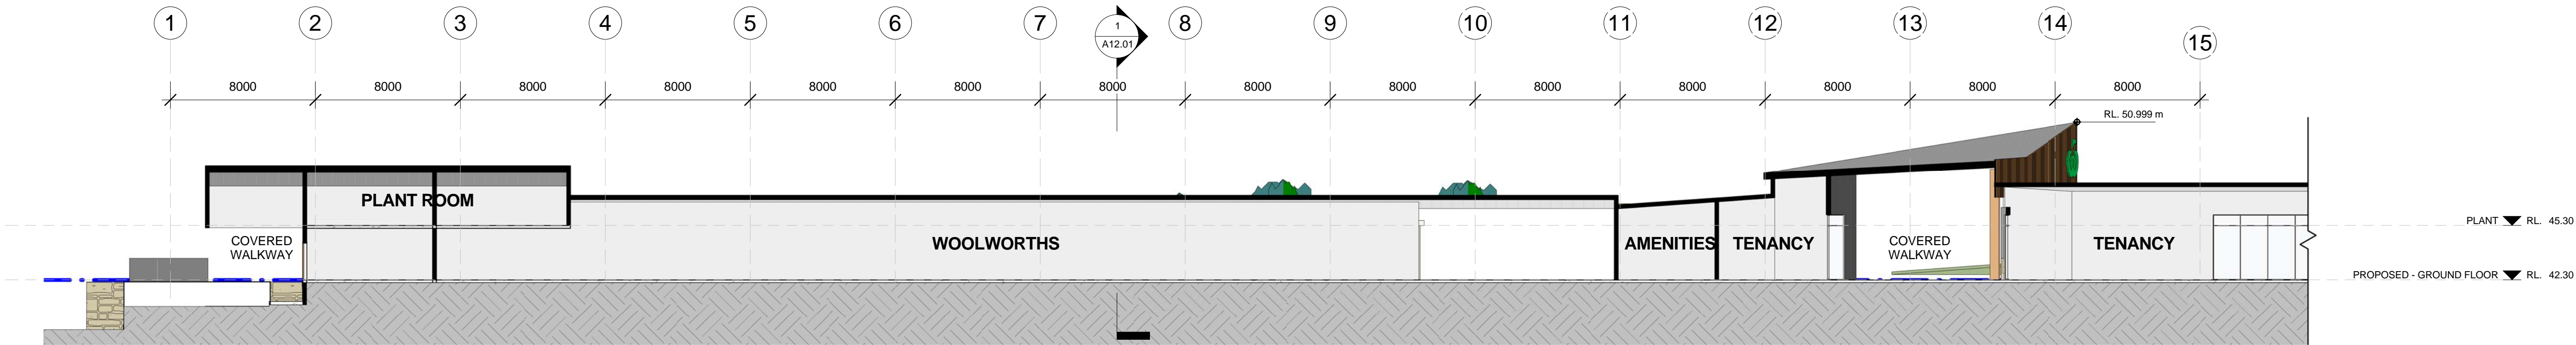 1
2
3
4
5
6
7
1
A12.01
8
9
10
11
12
13
14
15
8000
8000
8000
8000
8000
8000
8000
8000
8000
8000
8000
8000
8000
8000
RL. 50.999 m
PLANT ROOM
COVERED
WALKWAY
WOOLWORTHS
AMENITIES
TENANCY
COVERED
WALKWAY
TENANCY
PLANT RL. 45.30
PROPOSED - GROUND FLOOR RL. 42.30